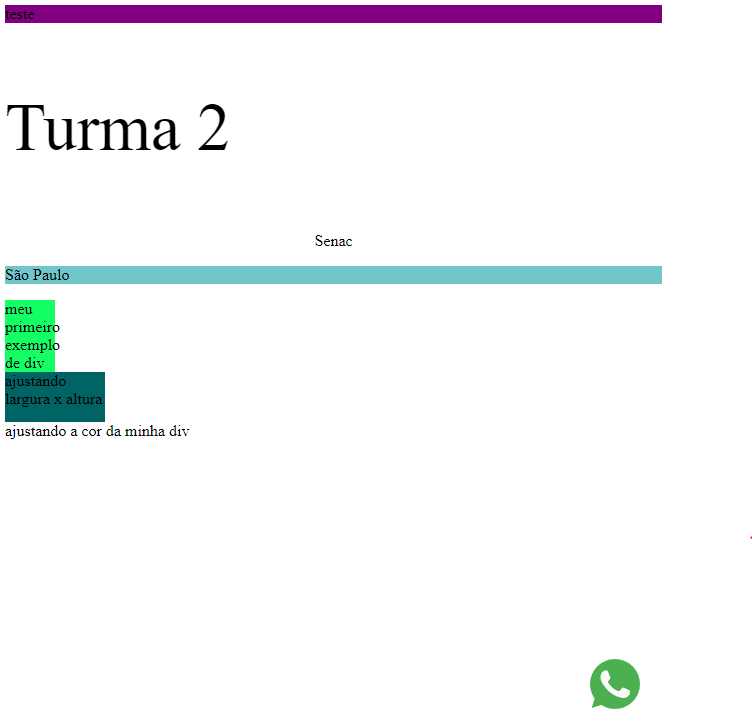 teste
Turma 2
Senac
São Paulo
meu
primeiro
exemplo
de div
ajustando
largura x altura
ajustando a cor da minha div